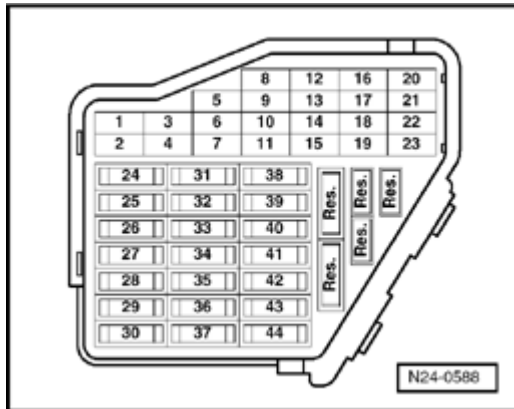 8 12 16 20
5 9 13 17 21
1 3 6 10 14 18 22
2 4 7 11 15 19 23
24 31 38
25 32 39
26 33 40
27 34 41
28 35 42
29 36 43
30 37 44
Res. Res. Res.
Res. Res.
N24-0588